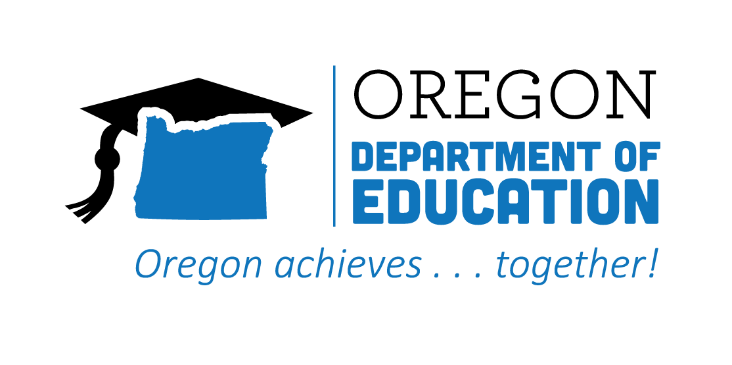 OREGON
DEPARTMENT OF
EDUCATION
Oregon achieves . . . together!